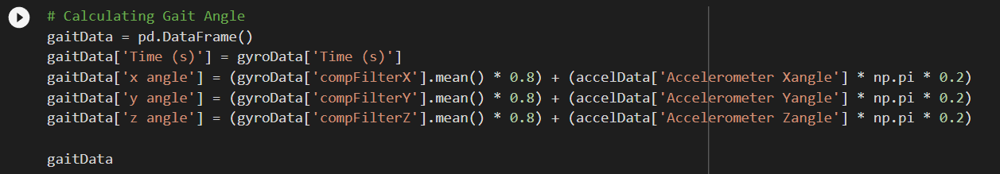 # Calculating Gait Angle
gaitData = pd.DataFrame()
gaitData['Time (s)'] = gyroData['Time (s)']
gaitData['x angle'] = (gyroData['compFilterX'].mean() * 0.8) + (accelData['Accelerometer Xangle'] * np.pi * 0.2)
gaitData['y angle'] = (gyroData['compFilterY'].mean() * 0.8) + (accelData['Accelerometer Yangle'] * np.pi * 0.2)
gaitData['z angle'] = (gyroData['compFilterZ'].mean() * 0.8) + (accelData['Accelerometer Zangle'] * np.pi * 0.2)
gaitData